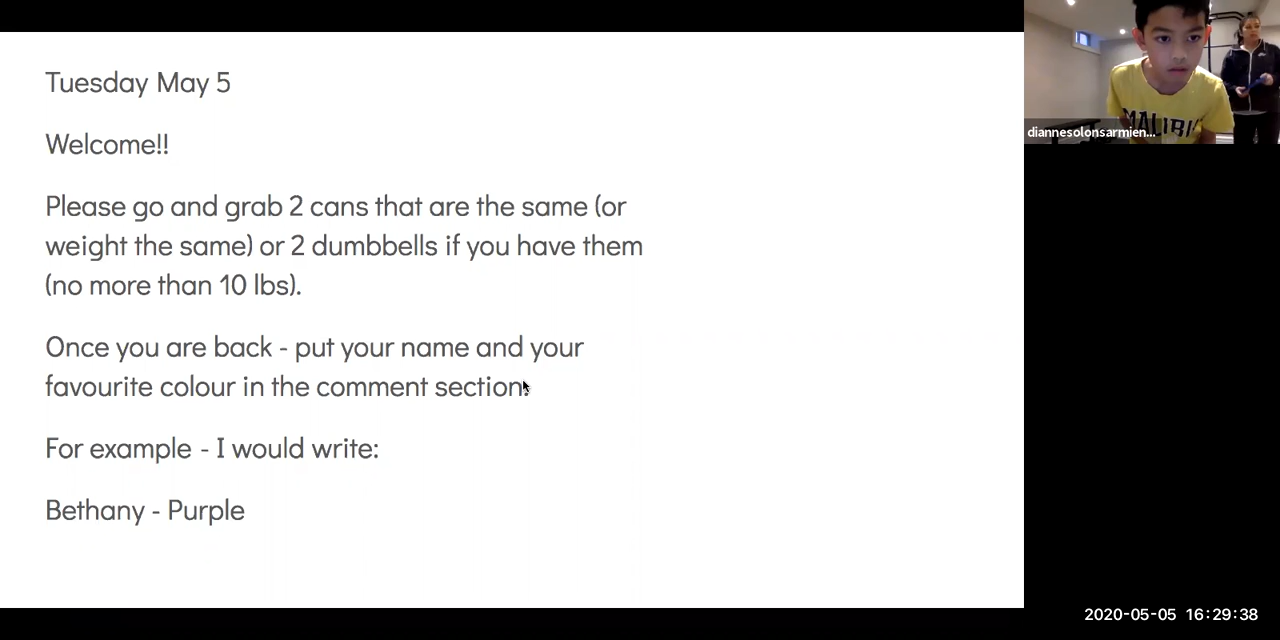 Tuesday May 5
Welcome!!
Please go and grab 2 cans that are the same (or
weight the same) or 2 dumbbells if you have them
(no more than 10 lbs).
Once you are back - put your name and your
favourite colour in the comment section.
For example - I would write:
Bethany - Purple
MALIBU
diannesolonsarmien...
2020-05-05 16:29:38